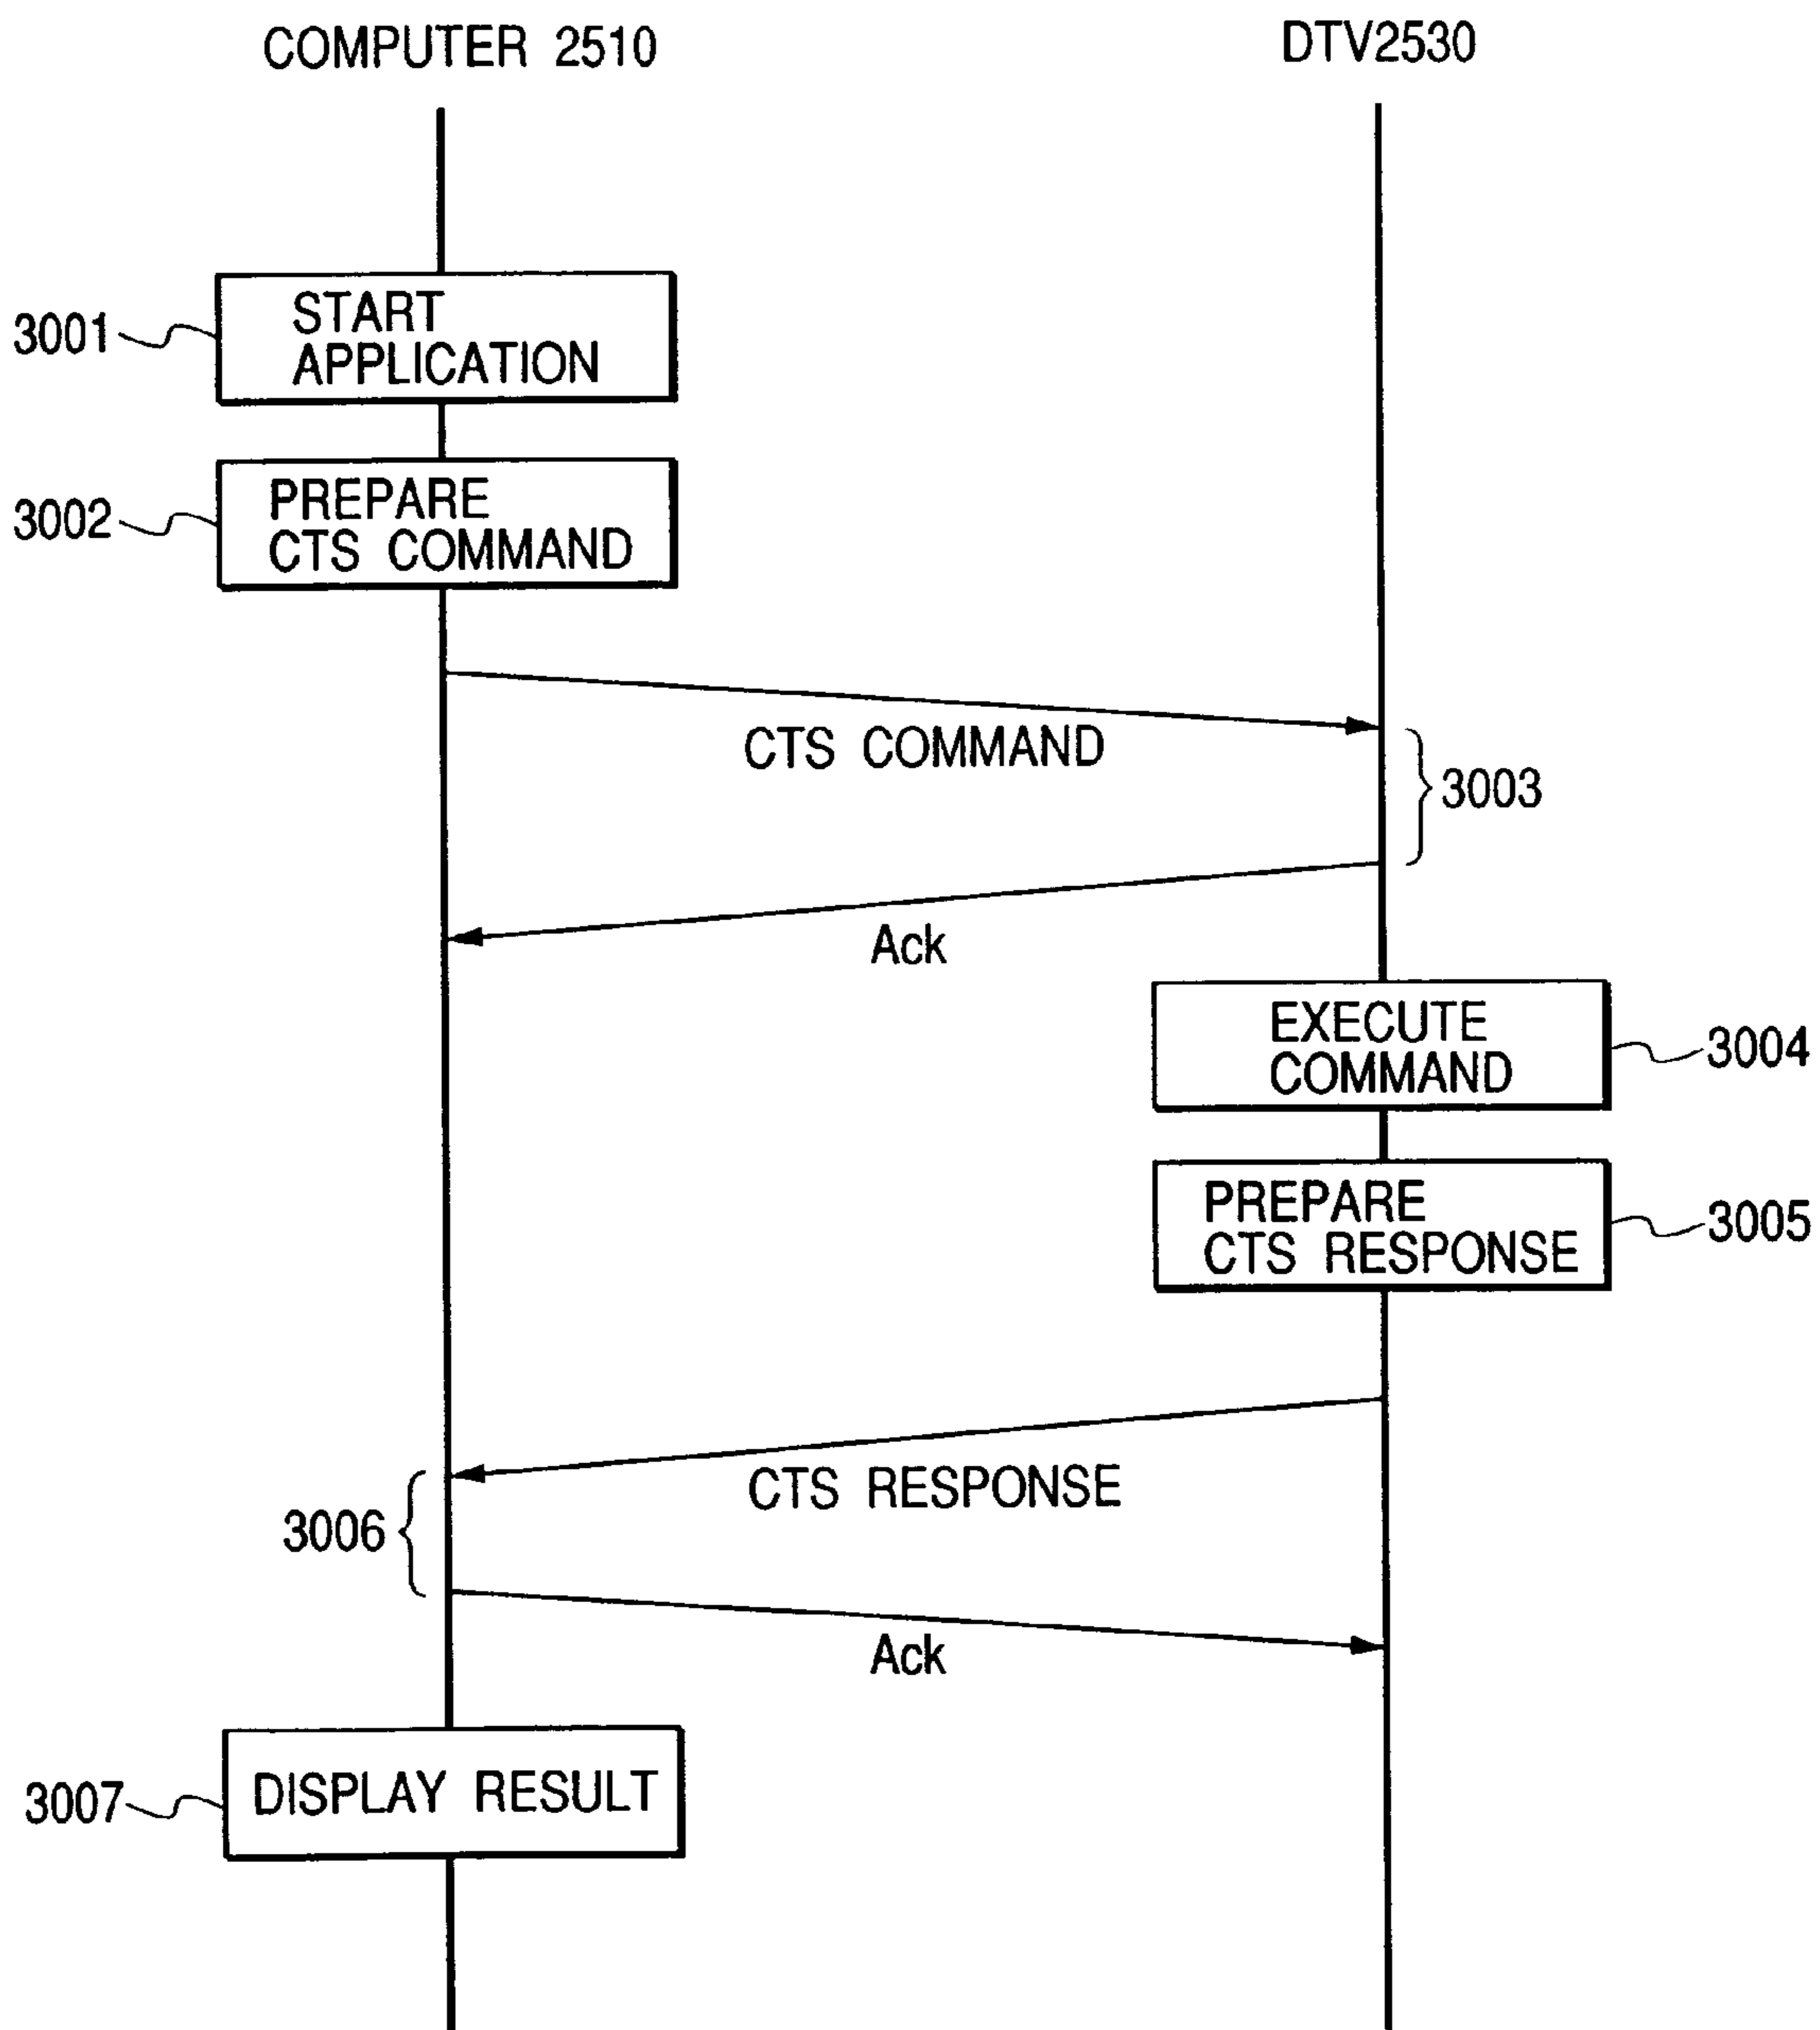 COMPUTER 2510
DTV2530
3001
START
APPLICATION
3002
PREPARE
CTS COMMAND
CTS COMMAND
3003
Ack
EXECUTE
COMMAND
3004
PREPARE
CTS RESPONSE
3005
CTS RESPONSE
3006
Ack
3007
DISPLAY RESULT